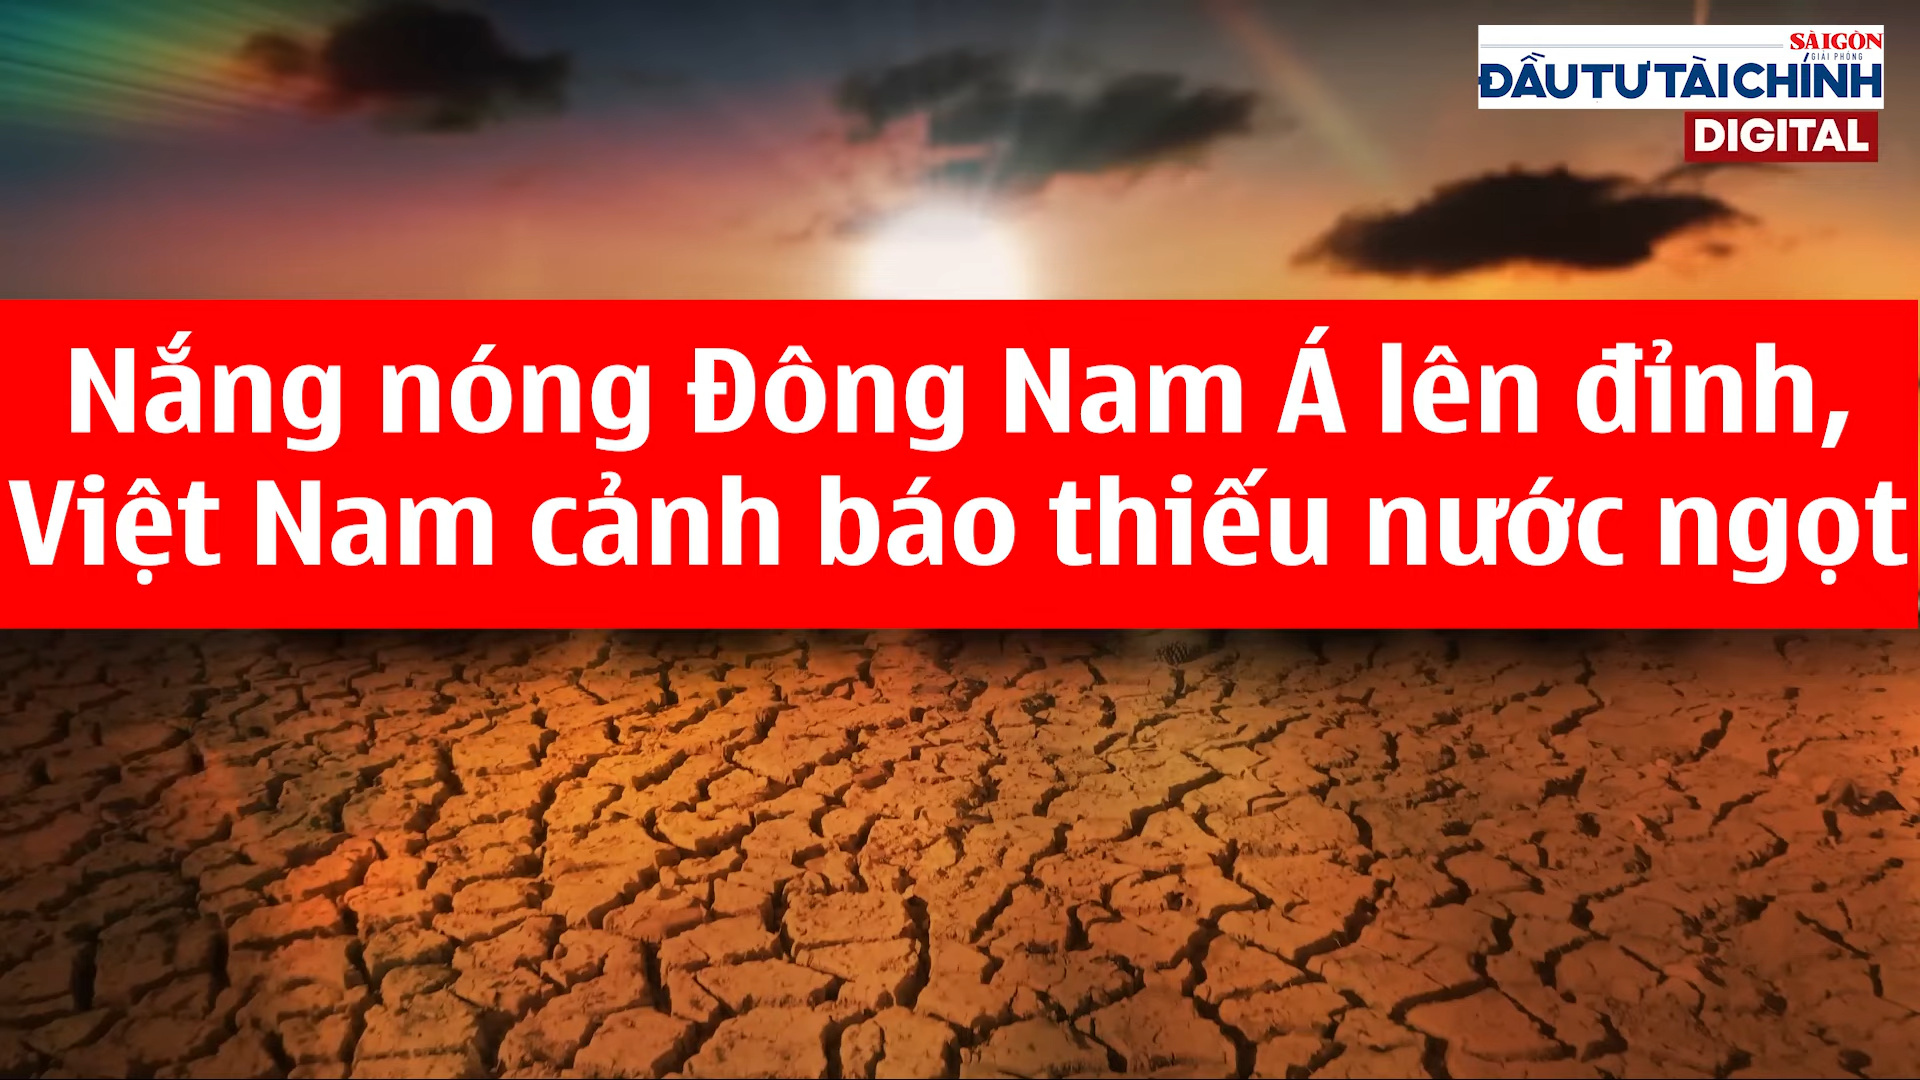 SÀI GÒN
GIẢI PHÓNG
ĐẦU TƯ TÀI CHÍNH
DIGITAL
Nắng nóng Đông Nam Á lên đỉnh,
Việt Nam cảnh báo thiếu nước ngọt